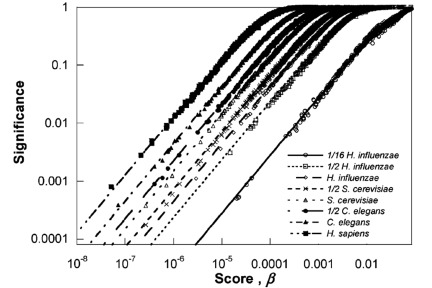 Significance
1
0.1
0.01
0.001
0.0001
10⁻⁸ 10⁻⁷ 10⁻⁶ 10⁻⁵ 0.0001 0.001 0.01
Score , β
1/16 H. influenzae
1/2 H. influenzae
H. influenzae
1/2 S. cerevisiae
S. cerevisiae
1/2 C. elegans
C. elegans
H. sapiens